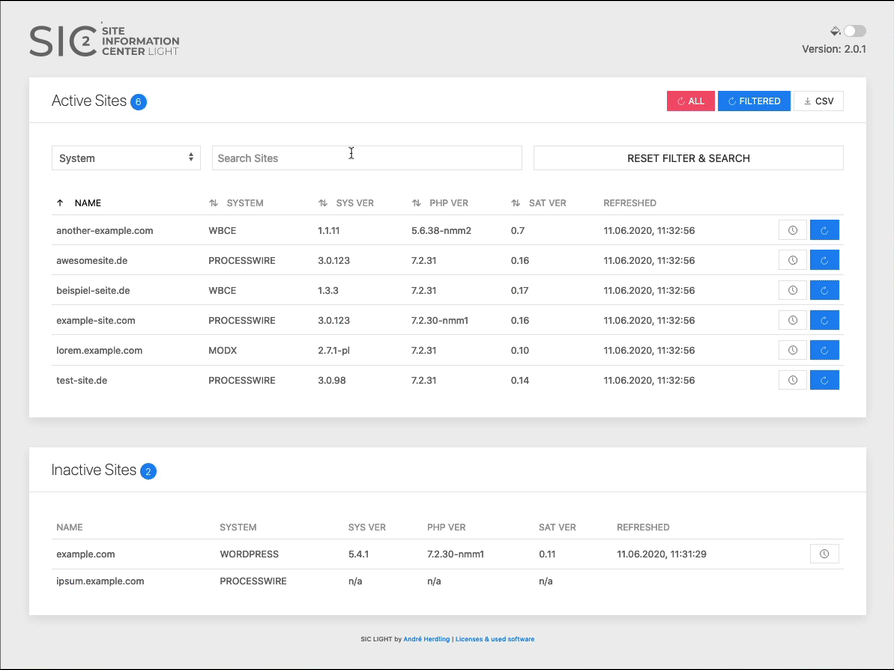 SIC 2 SITE
INFORMATION
CENTER LIGHT
Version: 2.0.1
Active Sites 6
ALL FILTERED CSV
System Search Sites RESET FILTER & SEARCH
NAME SYSTEM SYS VER PHP VER SAT VER REFRESHED
another-example.com WBCE 1.1.11 5.6.38-nmm2 0.7 11.06.2020, 11:32:56
awesomesite.de PROCESSWIRE 3.0.123 7.2.31 0.16 11.06.2020, 11:32:56
beispiel-seite.de WBCE 1.3.3 7.2.31 0.17 11.06.2020, 11:32:56
example-site.com PROCESSWIRE 3.0.123 7.2.30-nmm1 0.16 11.06.2020, 11:32:56
lorem.example.com MODX 2.7.1-pl 7.2.31 0.10 11.06.2020, 11:32:56
test-site.de PROCESSWIRE 3.0.98 7.2.31 0.14 11.06.2020, 11:32:56
Inactive Sites 2
NAME SYSTEM SYS VER PHP VER SAT VER REFRESHED
example.com WORDPRESS 5.4.1 7.2.30-nmm1 0.11 11.06.2020, 11:31:29
ipsum.example.com PROCESSWIRE n/a n/a n/a
SIC LIGHT by André Herdling | Licenses & used software